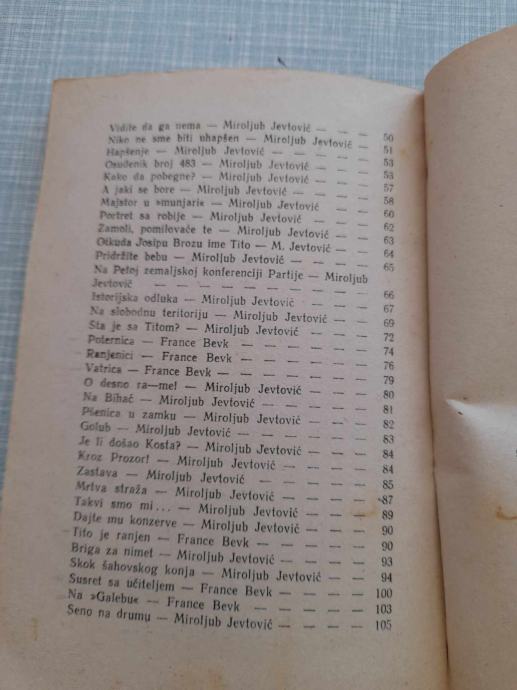 Vidite da ga nema — Miroljub Jevtović — — — 50
Niko ne sme biti uhapšen — Miroljub Jevtović — 51
Hapšenje — Miroljub Jevtović — — — — 53
Osuđenik broj 483 — Miroljub Jevtović — — — 53
Kako da pobegne? — Miroljub Jevtović — — — 57
A jaki se bore — Miroljub Jevtović — — — 58
Majstor u »munjari« — Miroljub Jevtović — — 60
Portret sa robije — Miroljub Jevtović — — — 62
Zamoli, pomilovaće te — Miroljub Jevtović — — 63
Otkuda Josipu Brozu ime Tito — M. Jevtović — — 64
Pridržite bebu — Miroljub Jevtović — — — — 65
Na Petoj zemaljskoj konferenciji Partije — Miroljub
Jevtović — — — — — — — — — 66
Istorijska odluka — Miroljub Jevtović — — — 67
Na slobodnu teritoriju — Miroljub Jevtović — — 69
Šta je sa Titom? — Miroljub Jevtović — — — 72
Poternica — France Bevk — — — — — 74
Ranjenici — France Bevk — — — — — 76
Vatrica — France Bevk — — — — — 79
O desno ra—me! — Miroljub Jevtović — — — 80
Na Bihać — Miroljub Jevtović — — — — 81
Pšenica u zamku — Miroljub Jevtović — — — 82
Golub — Miroljub Jevtović — — — — — 83
Je li došao Kosta? — Miroljub Jevtović — — — 84
Kroz Prozor! — Miroljub Jevtović — — — — 84
Zastava — Miroljub Jevtović — — — — 85
Mrtva straža — Miroljub Jevtović — — — — 87
Takvi smo mi... — Miroljub Jevtović — — — 89
Dajte mu konzerve — Miroljub Jevtović — — — 90
Tito je ranjen — France Bevk — — — — 90
Briga za nimet — Miroljub Jevtović — — — — 93
Skok šahovskog konja — Miroljub Jevtović — — — 94
Susret sa učiteljem — France Bevk — — — — 100
Na »Galebu« — France Bevk — — — — — 103
Seno na drumu — Miroljub Jevtović — — — — 105